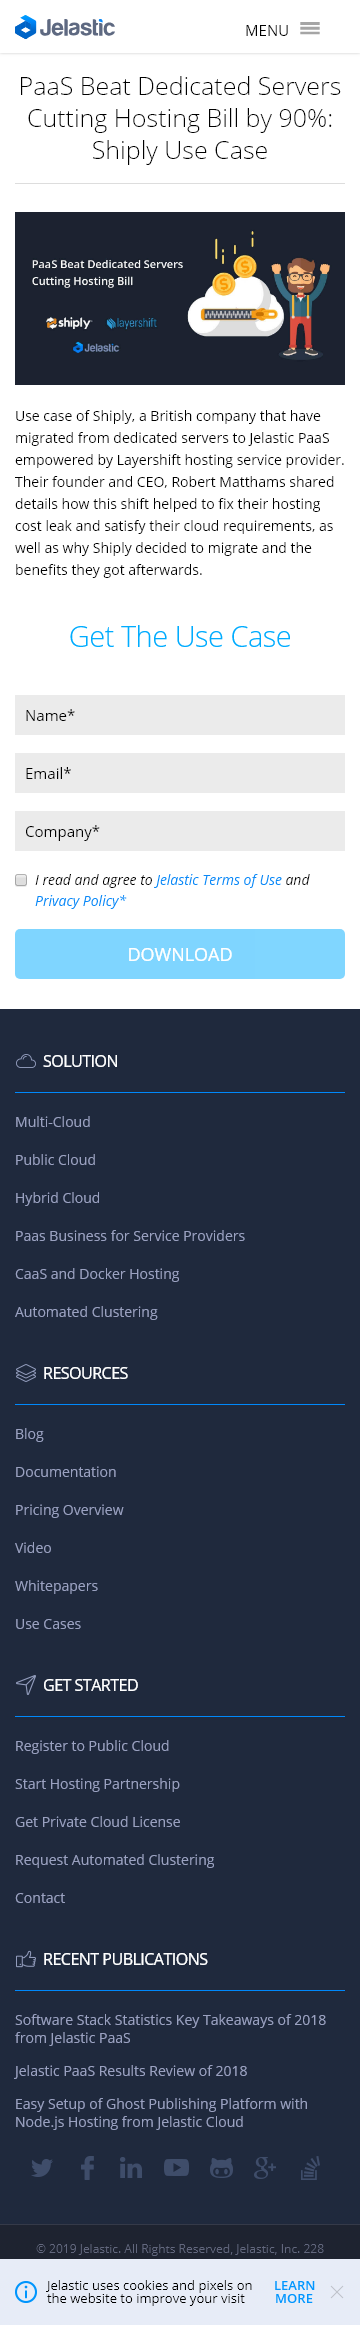 Jelastic MENU
PaaS Beat Dedicated Servers
Cutting Hosting Bill by 90%:
Shiply Use Case
PaaS Beat Dedicated Servers
Cutting Hosting Bill
shiply layershift
Jelastic
Use case of Shiply, a British company that have
migrated from dedicated servers to Jelastic PaaS
empowered by Layershift hosting service provider.
Their founder and CEO, Robert Matthams shared
details how this shift helped to fix their hosting
cost leak and satisfy their cloud requirements, as
well as why Shiply decided to migrate and the
benefits they got afterwards.
Get The Use Case
Name*
Email*
Company*
I read and agree to Jelastic Terms of Use and
Privacy Policy*
DOWNLOAD
SOLUTION
Multi-Cloud
Public Cloud
Hybrid Cloud
Paas Business for Service Providers
CaaS and Docker Hosting
Automated Clustering
RESOURCES
Blog
Documentation
Pricing Overview
Video
Whitepapers
Use Cases
GET STARTED
Register to Public Cloud
Start Hosting Partnership
Get Private Cloud License
Request Automated Clustering
Contact
RECENT PUBLICATIONS
Software Stack Statistics Key Takeaways of 2018
from Jelastic PaaS
Jelastic PaaS Results Review of 2018
Easy Setup of Ghost Publishing Platform with
Node.js Hosting from Jelastic Cloud
© 2019 Jelastic. All Rights Reserved, Jelastic, Inc. 228
Jelastic uses cookies and pixels on
the website to improve your visit
LEARN
MORE